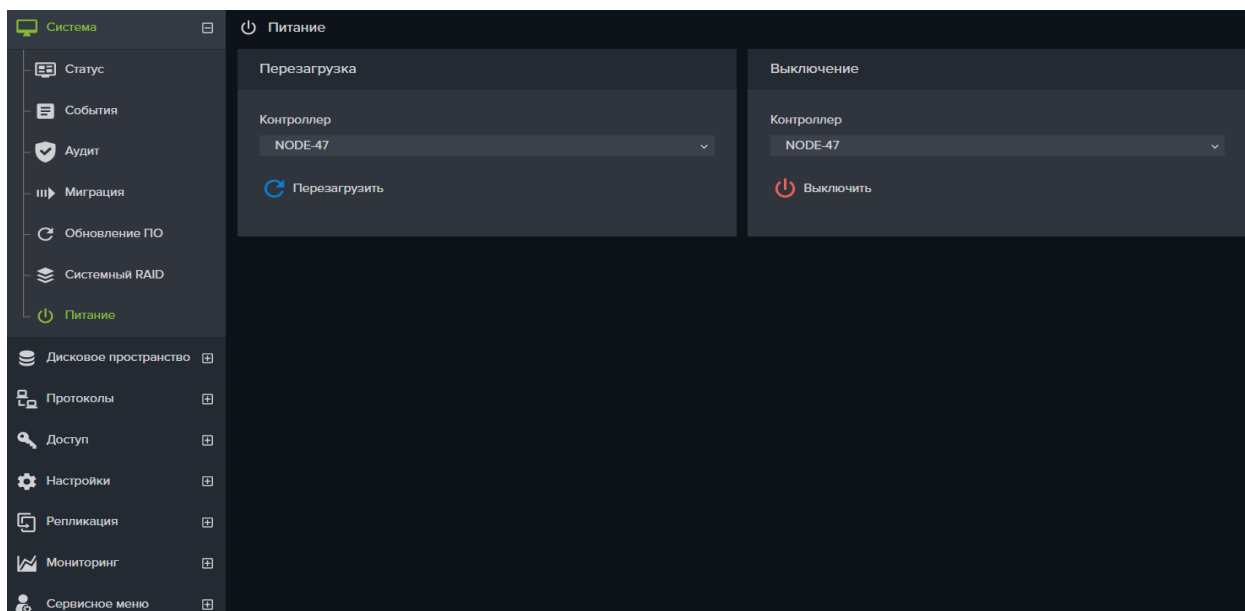 Система
Статус
События
Аудит
Миграция
Обновление ПО
Системный RAID
Питание
Дисковое пространство
Протоколы
Доступ
Настройки
Репликация
Мониторинг
Сервисное меню
Питание
Перезагрузка
Контроллер
NODE-47
Перезагрузить
Выключение
Контроллер
NODE-47
Выключить